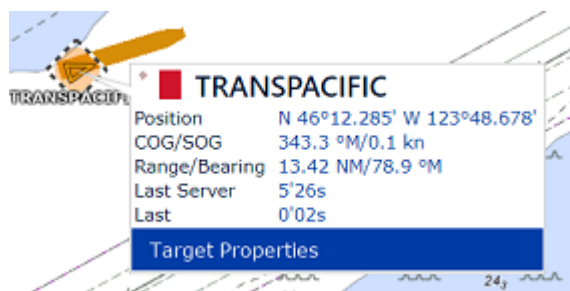 TRANSPACIFIC
TRANSPACIFIC
Position N 46°12.285' W 123°48.678'
COG/SOG 343.3 °M/0.1 kn
Range/Bearing 13.42 NM/78.9 °M
Last Server 5'26s
Last 0'02s
Target Properties
24₃